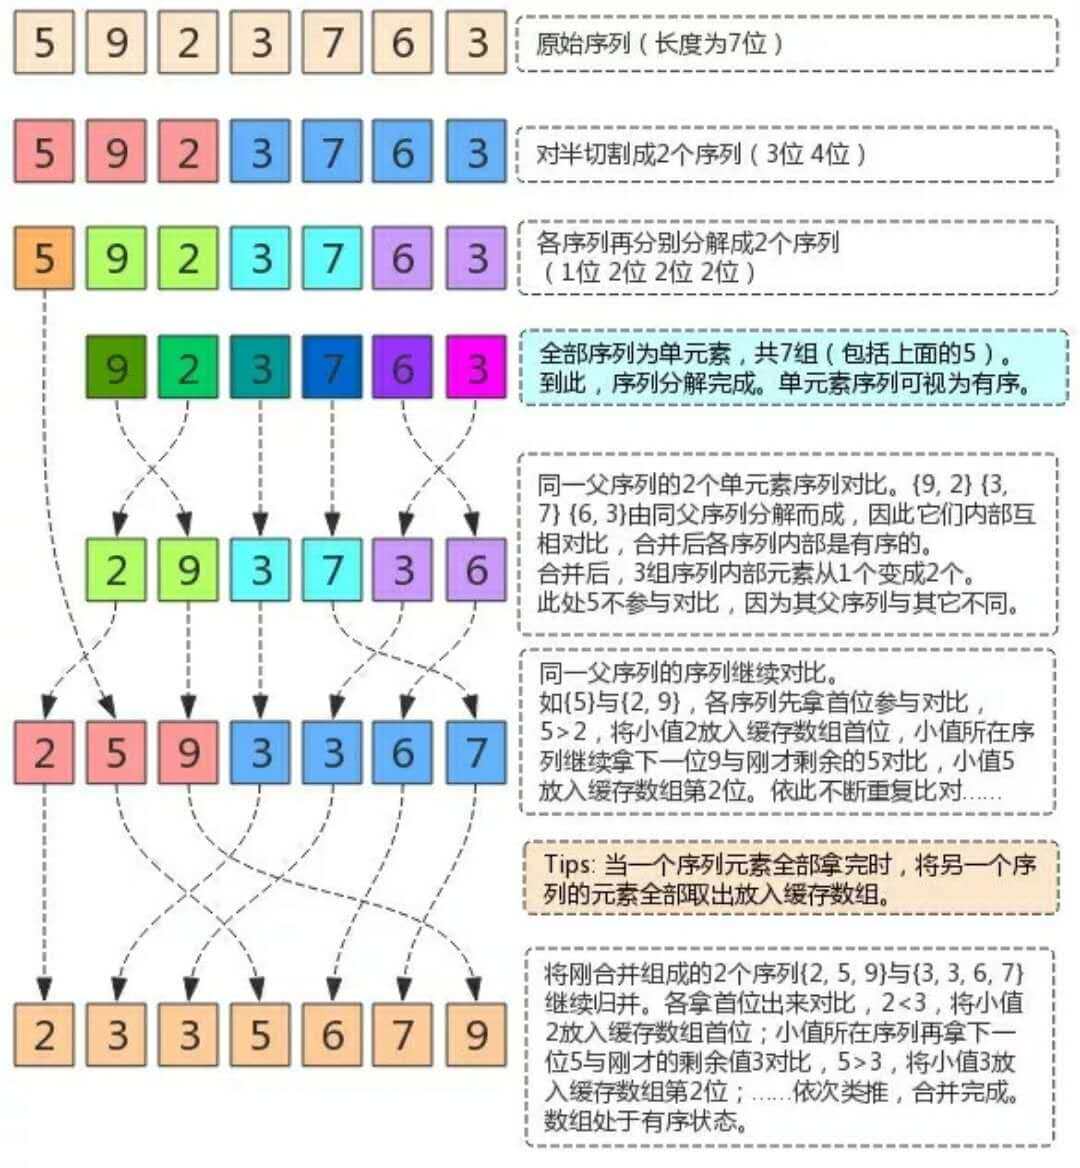 5 9 2 3 7 6 3
原始序列（长度为7位）
5 9 2 3 7 6 3
对半切割成2个序列（3位 4位）
5 9 2 3 7 6 3
各序列再分别分解成2个序列
（1位 2位 2位 2位）
9 2 3 7 6 3
全部序列为单元素，共7组（包括上面的5）。
到此，序列分解完成。单元素序列可视为有序。
同一父序列的2个单元素序列对比。{9, 2} {3,
7} {6, 3}由同父序列分解而成，因此它们内部互
相对比，合并后各序列内部是有序的。
合并后，3组序列内部元素从1个变成2个。
此处5不参与对比，因为其父序列与其它不同。
2 9 3 7 3 6
同一父序列的序列继续对比。
如{5}与{2, 9}，各序列先拿首位参与对比，
5>2，将小值2放入缓存数组首位，小值所在序
列继续拿下一位9与刚才剩余的5对比，小值5
放入缓存数组第2位。依此不断重复比对……
2 5 9 3 3 6 7
Tips: 当一个序列元素全部拿完时，将另一个序
列的元素全部取出放入缓存数组。
将刚合并组成的2个序列{2, 5, 9}与{3, 3, 6, 7}
继续归并。各拿首位出来对比，2<3，将小值
2放入缓存数组首位；小值所在序列再拿下一
位5与刚才的剩余值3对比，5>3，将小值3放
入缓存数组第2位；……依次类推，合并完成。
数组处于有序状态。
2 3 3 5 6 7 9